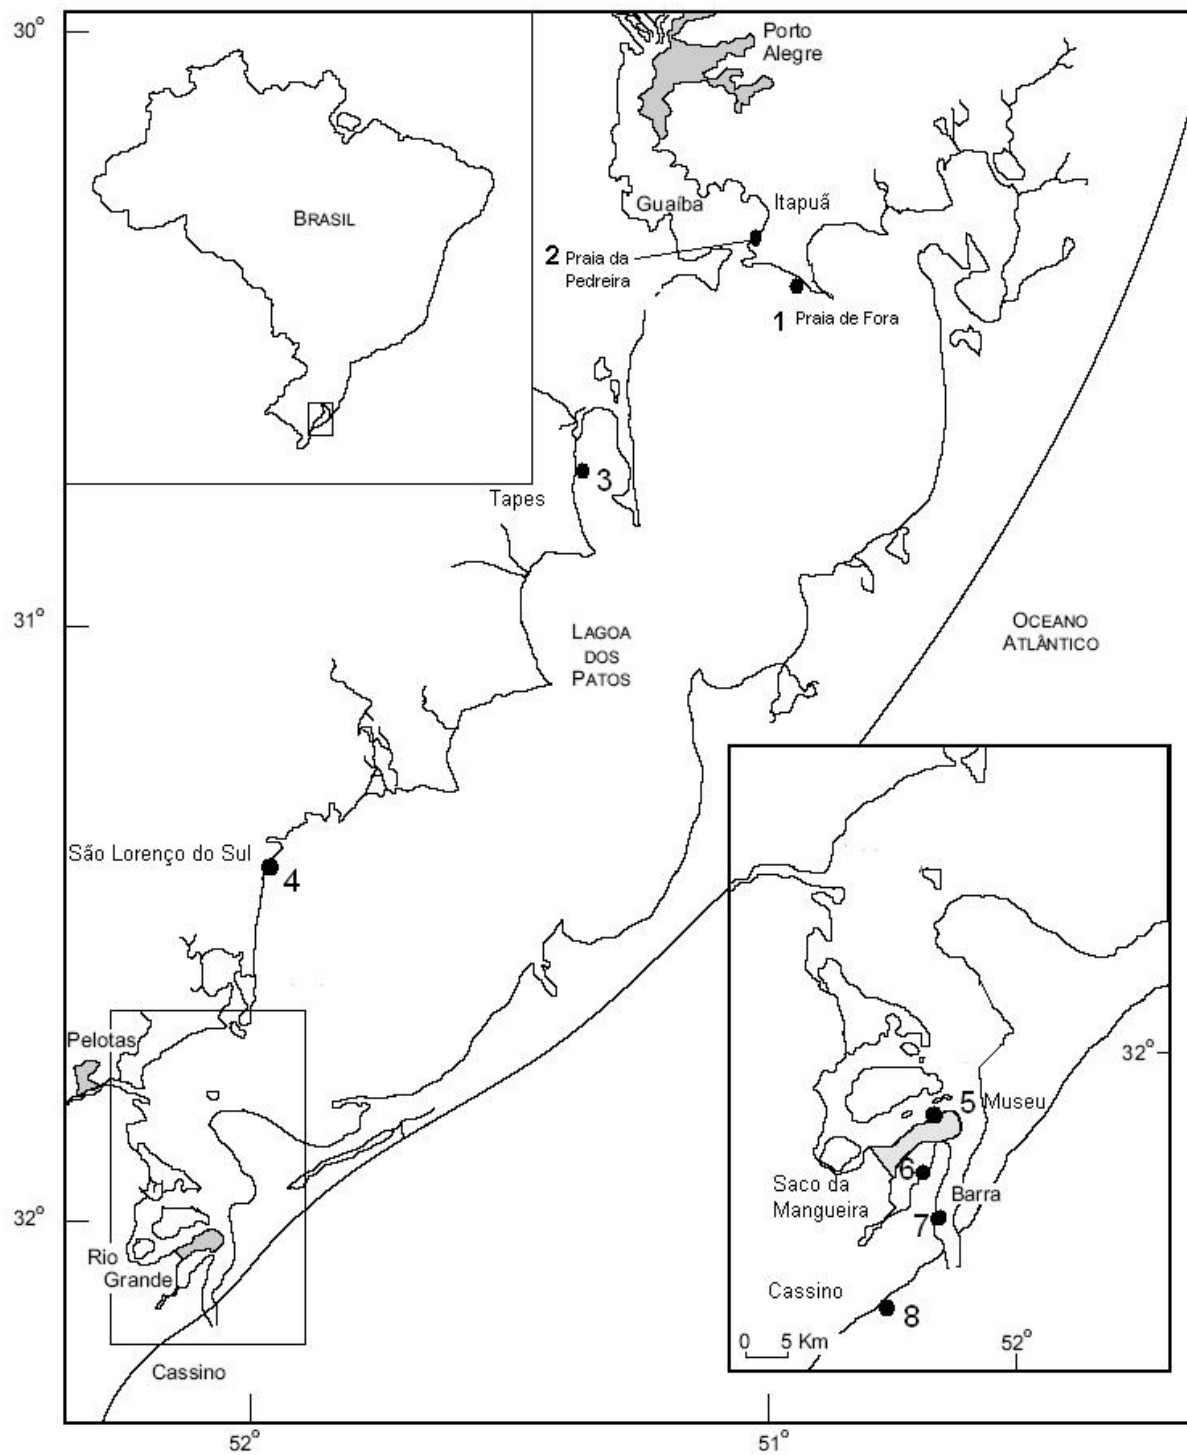 30°
Porto
Alegre
BRASIL
Guaíba
Itapuã
2 Praia da
Pedreira
1 Praia de Fora
3
Tapes
31°
LAGOA
DOS
PATOS
OCEANO
ATLÂNTICO
São Lorenço do Sul
4
Pelotas
32°
5 Museu
6
Saco da
Mangueira
Barra
7
32°
Rio
Grande
Cassino
8
0 5 Km
52°
Cassino
52°
51°